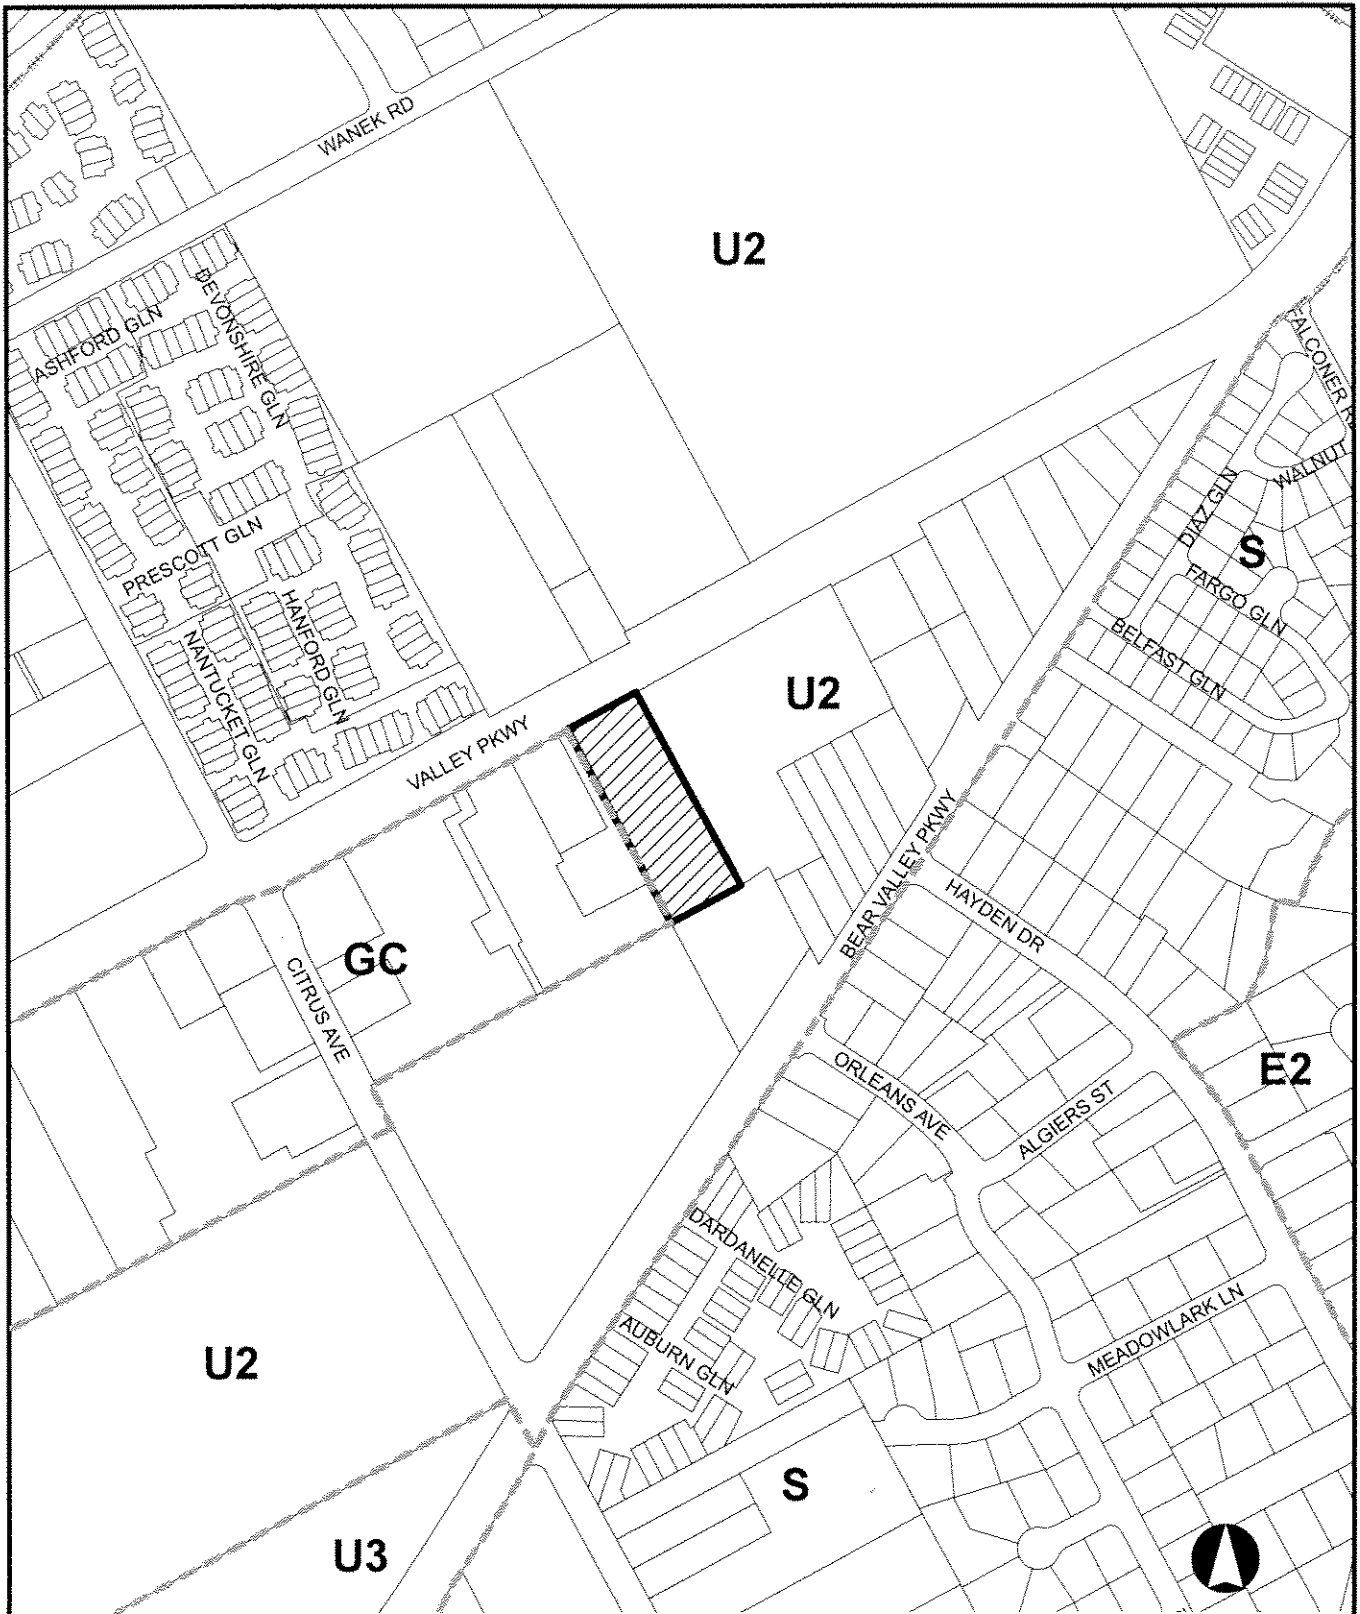 WANEK RD
U2
DEVONSHIRE GLN
ASHFORD GLN
DIAZ GLN
S
FARGO GLN
PRESCOTT GLN
HANFORD GLN
BELFAST GLN
NANTUCKET GLN
U2
VALLEY PKWY
BEAR VALLEY PKWY
HAYDEN DR
GC
CITRUS AVE
ORLEANS AVE
E2
ALGIERS ST
DARDANELLE GLN
AUBURN GLN
MEADOWLARK LN
U2
S
U3
WALNUT
FALCONER